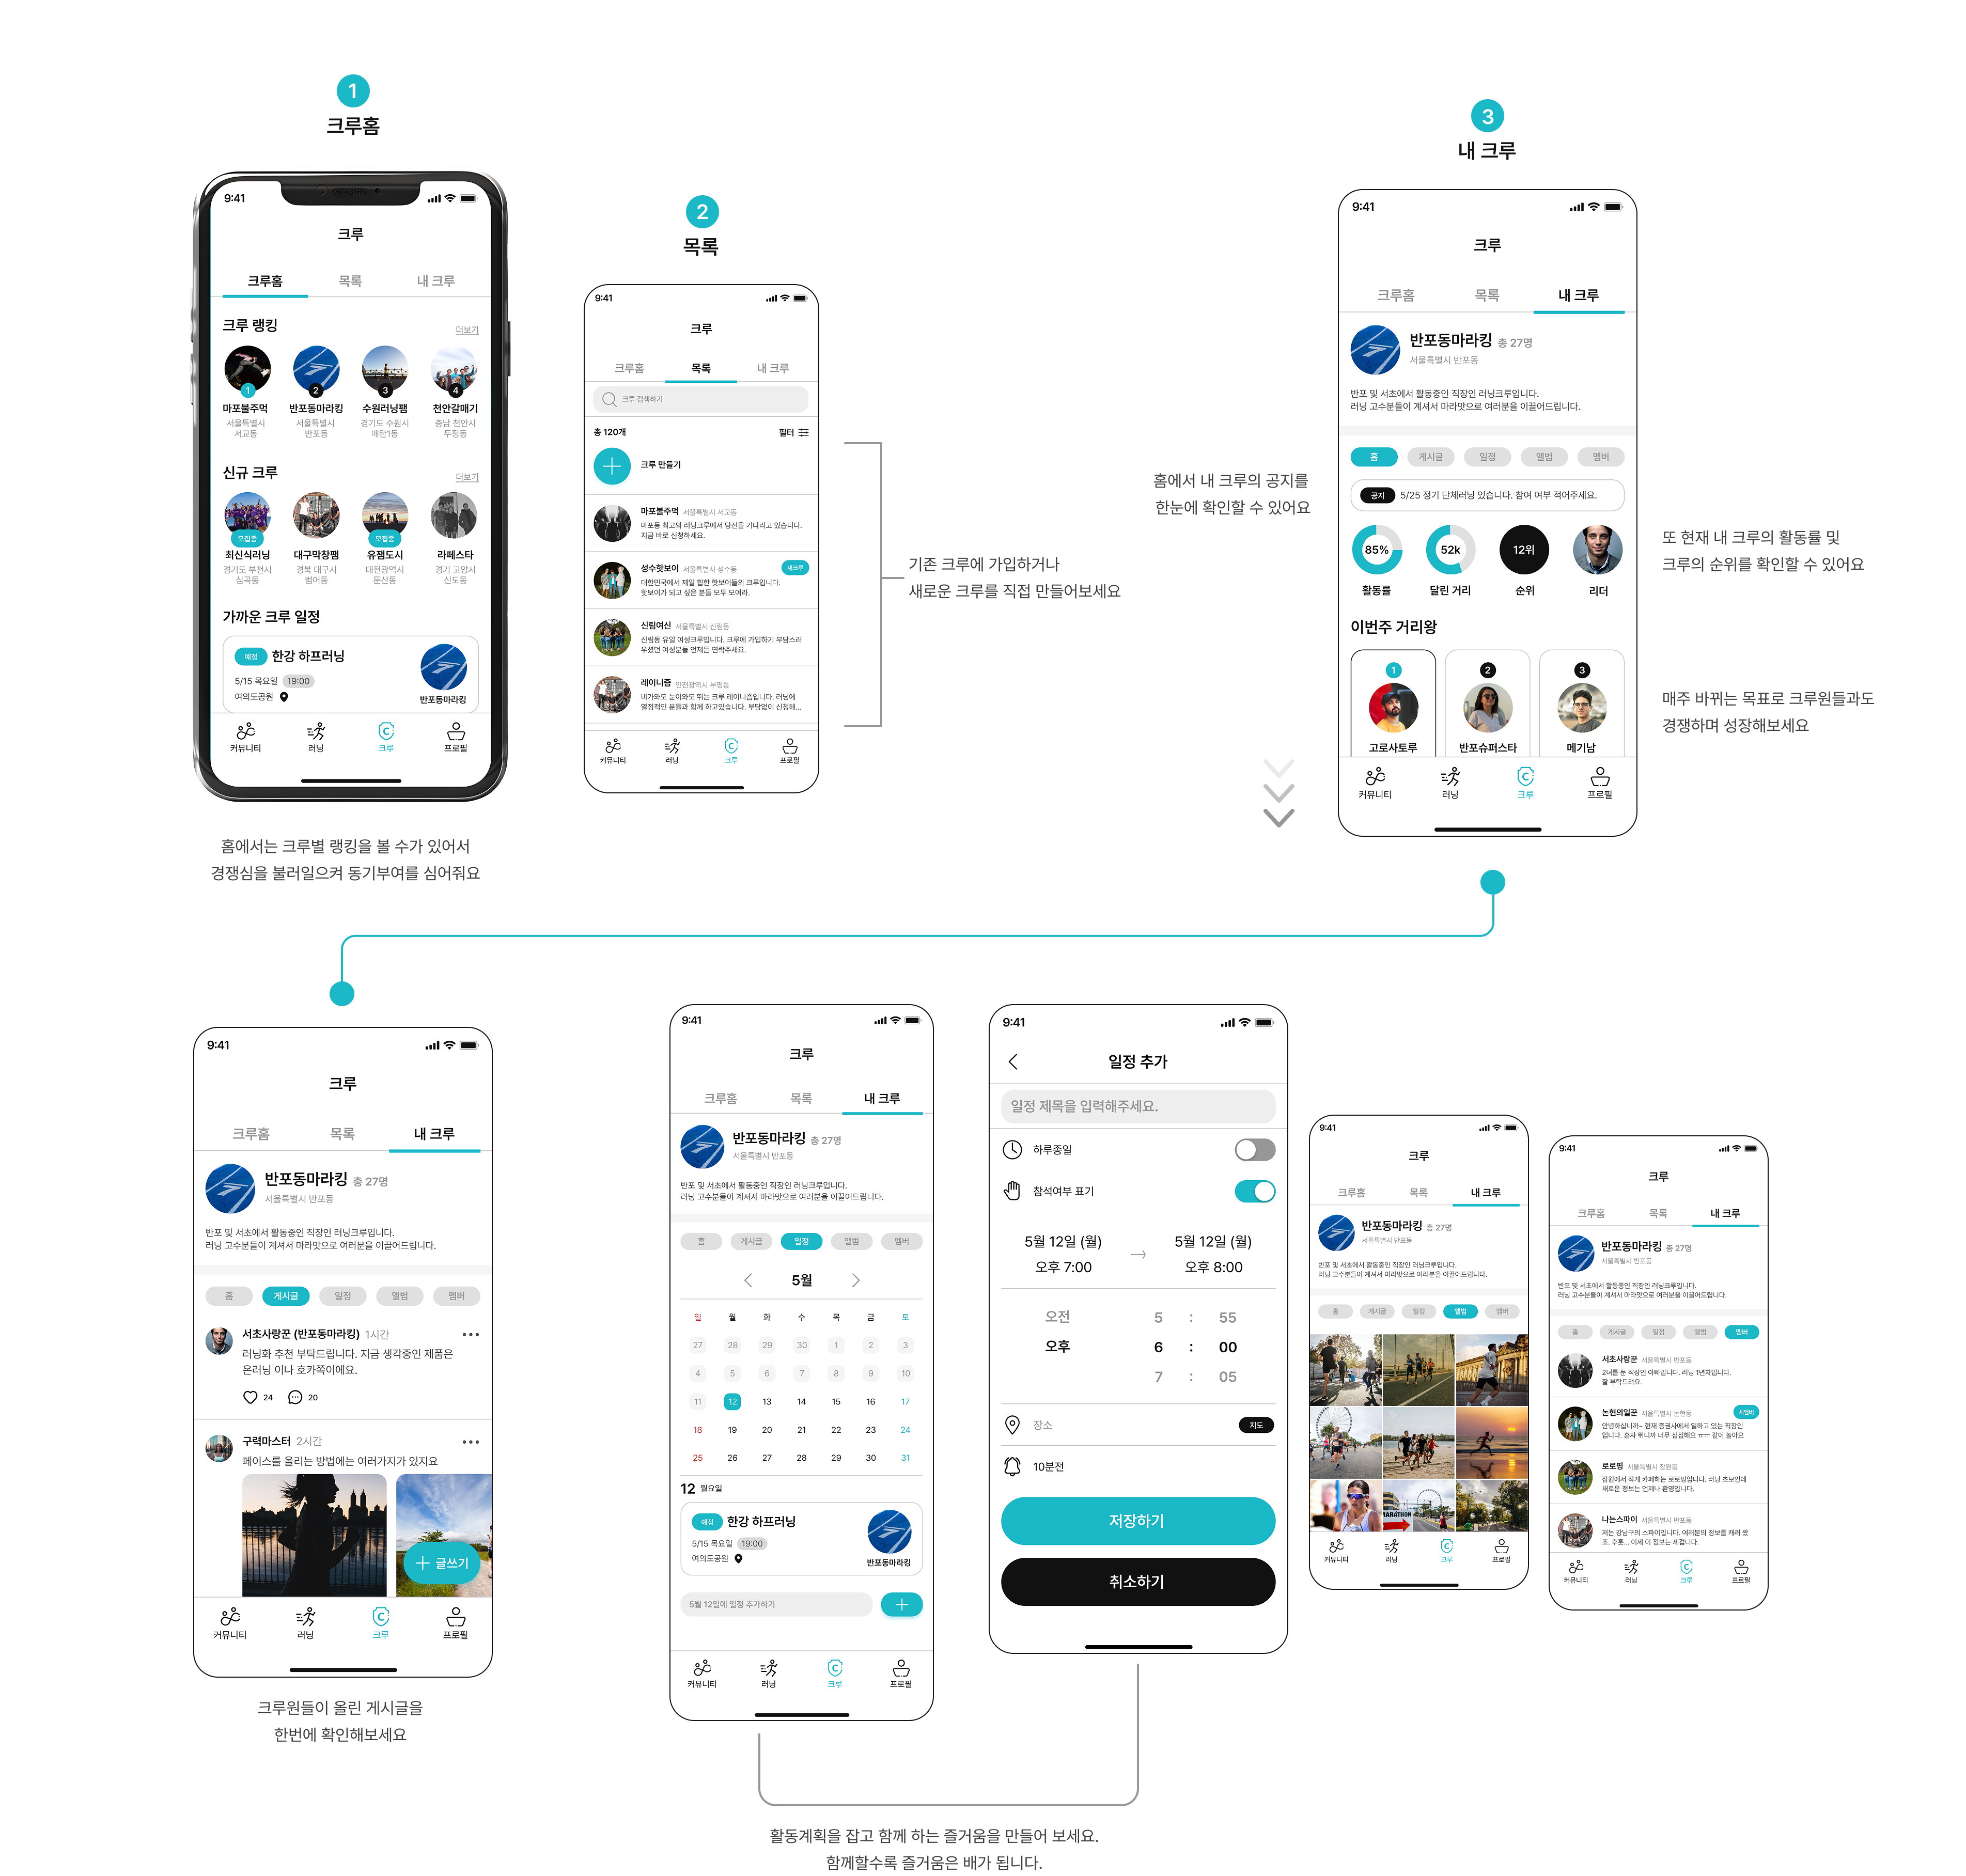 1
크루홈
9:41
크루
크루홈 목록 내 크루
크루 랭킹 더보기
1 2 3 4
마포불주먹 반포동마라킹 수원러닝팸 천안갈매기
서울특별시 서울특별시 경기도 수원시 충남 천안시
서교동 반포동 매탄1동 두정동
신규 크루 더보기
모집중 모집중
최신식러닝 대구막창팸 유잼도시 라페스타
경기도 부천시 경북 대구시 대전광역시 경기 고양시
심곡동 범어동 둔산동 신도동
가까운 크루 일정
예정 한강 하프러닝
5/15 목요일 19:00
여의도공원
반포동마라킹
커뮤니티 러닝 크루 프로필
홈에서는 크루별 랭킹을 볼 수가 있어서
경쟁심을 불러일으켜 동기부여를 심어줘요
2
목록
9:41
크루
크루홈 목록 내 크루
크루 검색하기
총 120개 필터
크루 만들기
마포불주먹 서울특별시 서교동
마포동 최고의 러닝크루에서 당신을 기다리고 있습니다.
지금 바로 신청하세요.
성수핫보이 서울특별시 성수동 새크루
대한민국에서 제일 힙한 핫보이들의 크루입니다.
핫보이가 되고 싶은 분들 모두 모여라.
신림여신 서울특별시 신림동
신림동 유일 여성크루입니다. 크루에 가입하기 부담스러
우셨던 여성분들 언제든 연락주세요.
레이니즘 인천광역시 부평동
비가와도 눈이와도 뛰는 크루 레이니즘입니다. 러닝에
열정적인 분들과 함께 하고있습니다. 부담없이 신청해...
커뮤니티 러닝 크루 프로필
기존 크루에 가입하거나
새로운 크루를 직접 만들어보세요
3
내 크루
홈에서 내 크루의 공지를
한눈에 확인할 수 있어요
9:41
크루
크루홈 목록 내 크루
반포동마라킹 총 27명
서울특별시 반포동
반포 및 서초에서 활동중인 직장인 러닝크루입니다.
러닝 고수분들이 계셔서 마라맛으로 여러분을 이끌어드립니다.
홈 게시글 일정 앨범 멤버
공지 5/25 정기 단체러닝 있습니다. 참여 여부 적어주세요.
85% 52k 12위
활동률 달린 거리 순위 리더
이번주 거리왕
1 2 3
고로사토루 반포슈퍼스타 메기남
커뮤니티 러닝 크루 프로필
또 현재 내 크루의 활동률 및
크루의 순위를 확인할 수 있어요
매주 바뀌는 목표로 크루원들과도
경쟁하며 성장해보세요
9:41
크루
크루홈 목록 내 크루
반포동마라킹 총 27명
서울특별시 반포동
반포 및 서초에서 활동중인 직장인 러닝크루입니다.
러닝 고수분들이 계셔서 마라맛으로 여러분을 이끌어드립니다.
홈 게시글 일정 앨범 멤버
서초사랑꾼 (반포동마라킹) 1시간
러닝화 추천 부탁드립니다. 지금 생각중인 제품은
온러닝 이나 호카쪽이에요.
24 20
구력마스터 2시간
페이스를 올리는 방법에는 여러가지가 있지요
글쓰기
커뮤니티 러닝 크루 프로필
크루원들이 올린 게시글을
한번에 확인해보세요
9:41
크루
크루홈 목록 내 크루
반포동마라킹 총 27명
서울특별시 반포동
반포 및 서초에서 활동중인 직장인 러닝크루입니다.
러닝 고수분들이 계셔서 마라맛으로 여러분을 이끌어드립니다.
홈 게시글 일정 앨범 멤버
5월
일 월 화 수 목 금 토
27 28 29 30 1 2 3
4 5 6 7 8 9 10
11 12 13 14 15 16 17
18 19 20 21 22 23 24
25 26 27 28 29 30 31
12 월요일
예정 한강 하프러닝
5/15 목요일 19:00
여의도공원
반포동마라킹
5월 12일에 일정 추가하기
커뮤니티 러닝 크루 프로필
9:41
일정 추가
일정 제목을 입력해주세요.
하루종일
참석여부 표기
5월 12일 (월) → 5월 12일 (월)
오후 7:00 오후 8:00
오전 5 : 55
오후 6 : 00
7 : 05
장소 지도
10분전
저장하기
취소하기
활동계획을 잡고 함께 하는 즐거움을 만들어 보세요.
함께할수록 즐거움은 배가 됩니다.
9:41
크루
크루홈 목록 내 크루
반포동마라킹 총 27명
서울특별시 반포동
반포 및 서초에서 활동중인 직장인 러닝크루입니다.
러닝 고수분들이 계셔서 마라맛으로 여러분을 이끌어드립니다.
홈 게시글 일정 앨범 멤버
MARATHON
커뮤니티 러닝 크루 프로필
9:41
크루
크루홈 목록 내 크루
반포동마라킹 총 27명
서울특별시 반포동
반포 및 서초에서 활동중인 직장인 러닝크루입니다.
러닝 고수분들이 계셔서 마라맛으로 여러분을 이끌어드립니다.
홈 게시글 일정 앨범 멤버
서초사랑꾼 서울특별시 반포동
2녀를 둔 직장인 아빠입니다. 러닝 1년차입니다.
잘 부탁드려요.
논현의일꾼 서울특별시 논현동 새멤버
안녕하십니까~ 현재 증권사에서 일하고 있는 직장인
입니다. 혼자 뛰니까 너무 심심해요 ㅠㅠ 같이 놀아요
로로핑 서울특별시 잠원동
잠원에서 작게 카페하는 로로핑입니다. 러닝 초보인데
새로운 정보는 언제나 환영입니다.
나는스파이 서울특별시 반포동
저는 강남구의 스파이입니다. 여러분의 정보를 캐러 왔
죠. 후훗... 이제 이 정보는 제겁니다.
커뮤니티 러닝 크루 프로필